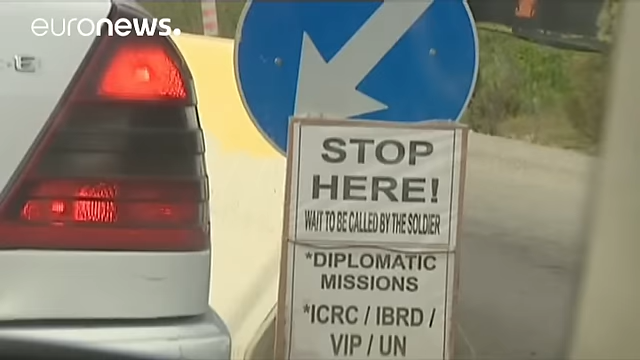 euronews.
STOP
HERE!
WAIT TO BE CALLED BY THE SOLDIER
*DIPLOMATIC
MISSIONS
*ICRC / IBRD /
VIP / UN
E